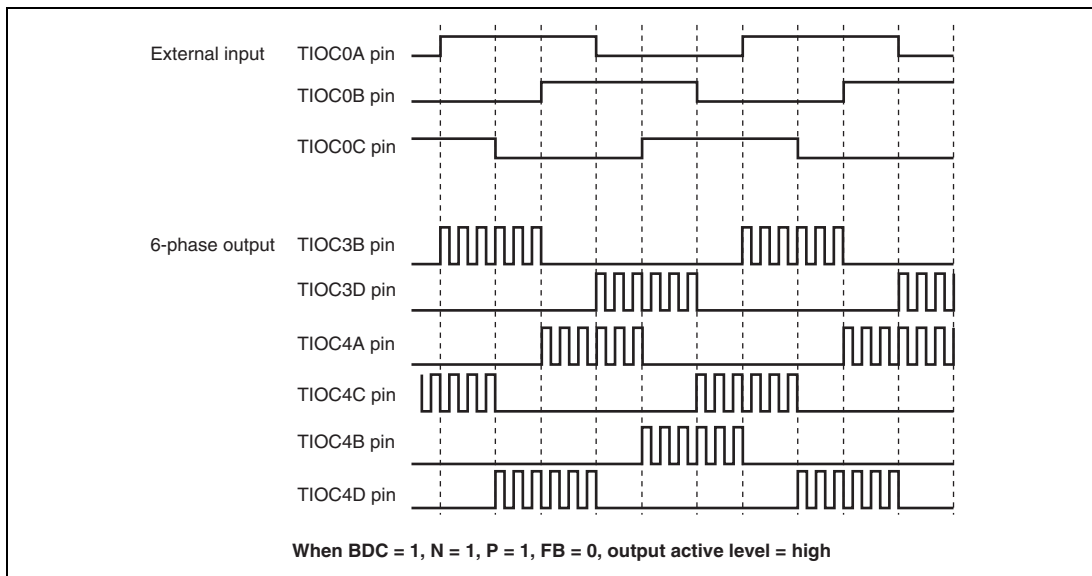 External input TIOC0A pin
TIOC0B pin
TIOC0C pin
6-phase output TIOC3B pin
TIOC3D pin
TIOC4A pin
TIOC4C pin
TIOC4B pin
TIOC4D pin
When BDC = 1, N = 1, P = 1, FB = 0, output active level = high